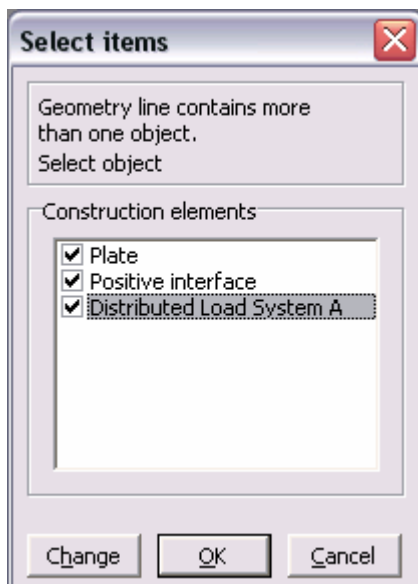 Select items
Geometry line contains more
than one object.
Select object
Construction elements
Plate
Positive interface
Distributed Load System A
Change
OK
Cancel